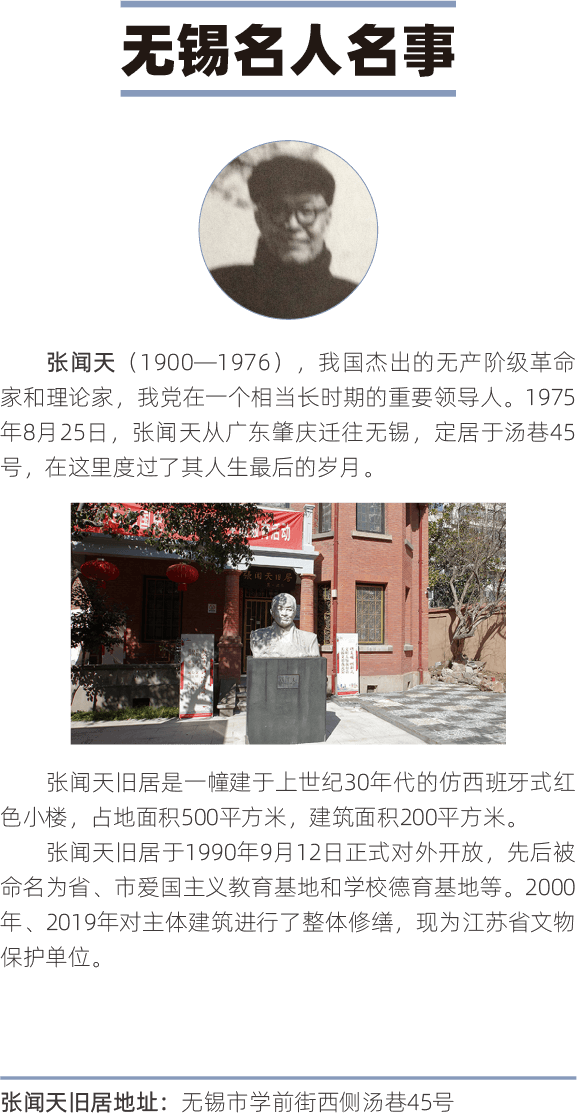 无锡名人名事
张闻天（1900—1976），我国杰出的无产阶级革命
家和理论家，我党在一个相当长时期的重要领导人。1975
年8月25日，张闻天从广东肇庆迁往无锡，定居于汤巷45
号，在这里度过了其人生最后的岁月。
活动
张闻天旧居
张闻天旧居是一幢建于上世纪30年代的仿西班牙式红
色小楼，占地面积500平方米，建筑面积200平方米。
张闻天旧居于1990年9月12日正式对外开放，先后被
命名为省、市爱国主义教育基地和学校德育基地等。2000
年、2019年对主体建筑进行了整体修缮，现为江苏省文物
保护单位。
张闻天旧居地址：无锡市学前街西侧汤巷45号